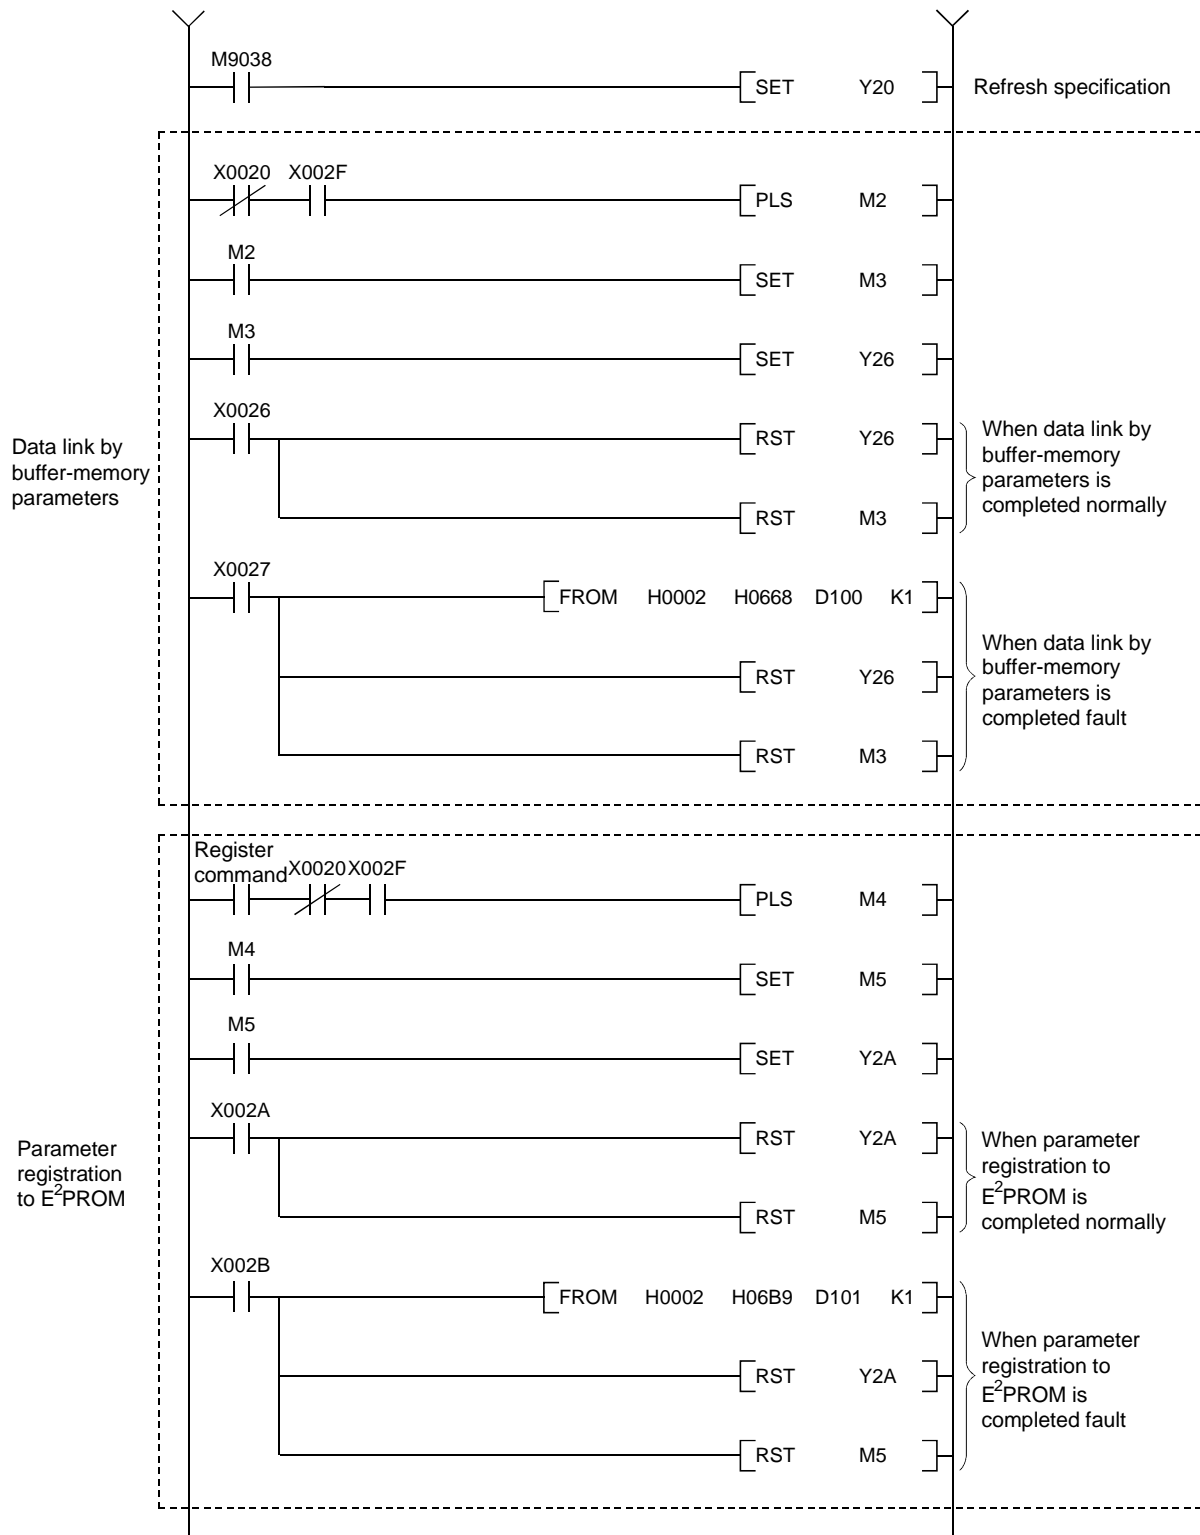 M9038
SET Y20 Refresh specification
X0020 X002F
PLS M2
M2
SET M3
M3
SET Y26
X0026
RST Y26
RST M3
When data link by
buffer-memory
parameters is
completed normally
Data link by
buffer-memory
parameters
X0027
FROM H0002 H0668 D100 K1
RST Y26
RST M3
When data link by
buffer-memory
parameters is
completed fault
Register
command X0020 X002F
PLS M4
M4
SET M5
M5
SET Y2A
X002A
RST Y2A
RST M5
When parameter
registration to
E²PROM is
completed normally
Parameter
registration
to E²PROM
X002B
FROM H0002 H06B9 D101 K1
RST Y2A
RST M5
When parameter
registration to
E²PROM is
completed fault